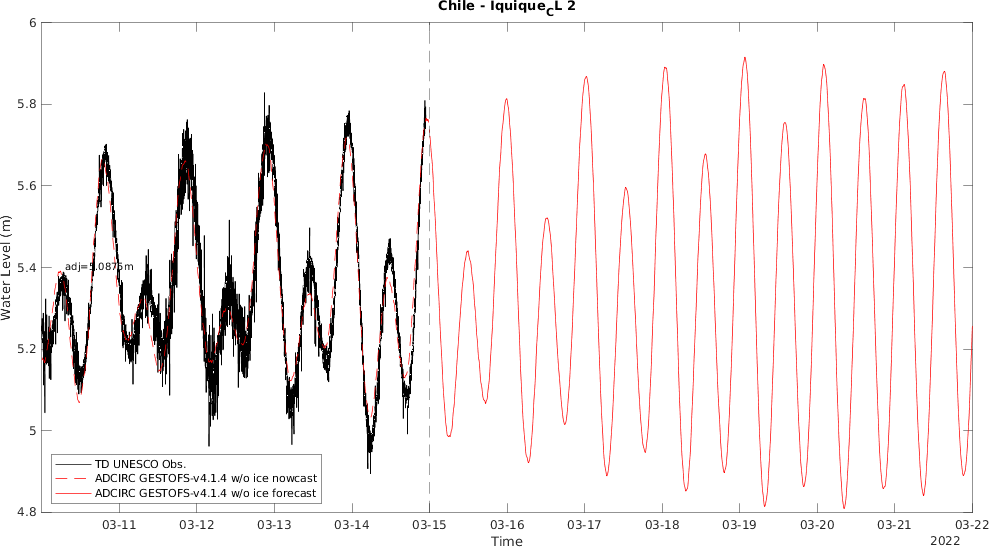 Chile - Iquique_CL 2
6
5.8
5.6
5.4
5.2
5
4.8
Water Level (m)
adj=5.0875m
TD UNESCO Obs.
ADCIRC GESTOFS-v4.1.4 w/o ice nowcast
ADCIRC GESTOFS-v4.1.4 w/o ice forecast
03-11 03-12 03-13 03-14 03-15 03-16 03-17 03-18 03-19 03-20 03-21 03-22
Time
2022